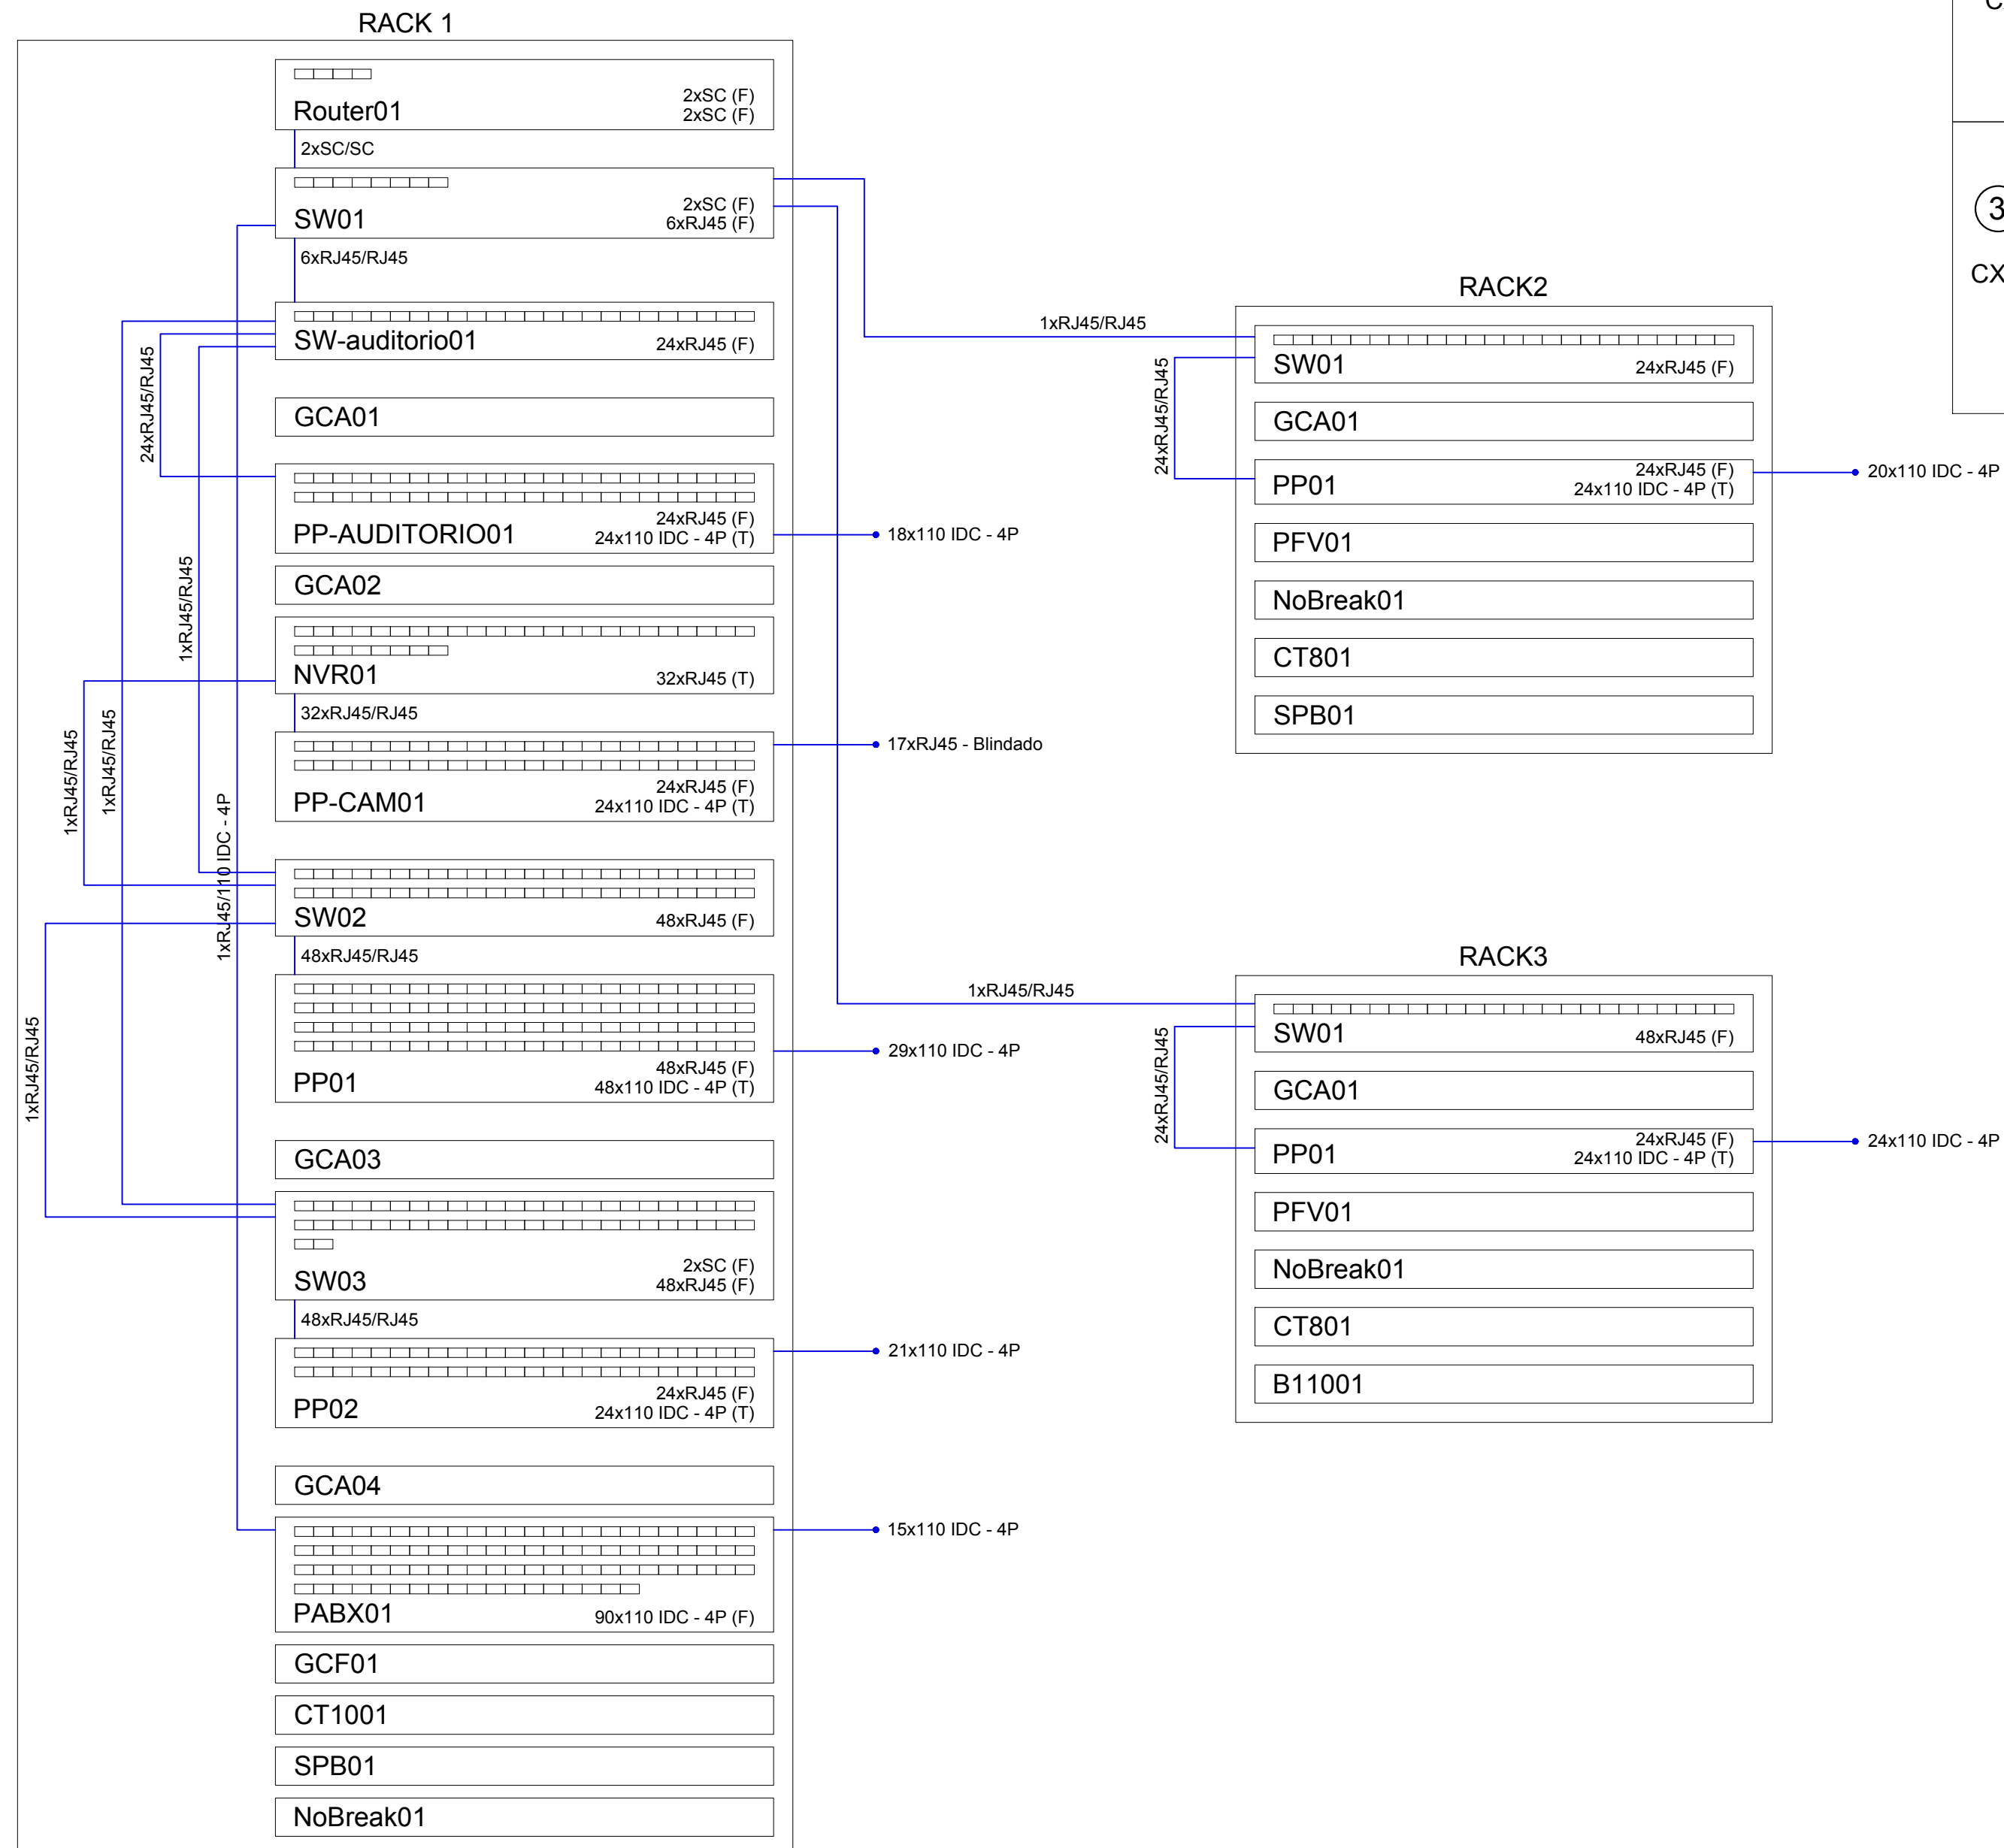 RACK 1
Router01
2xSC (F)
2xSC (F)
2xSC/SC
SW01
2xSC (F)
6xRJ45 (F)
6xRJ45/RJ45
SW-auditorio01
24xRJ45 (F)
24xRJ45/RJ45
GCA01
PP-AUDITORIO01
24xRJ45 (F)
24x110 IDC - 4P (T)
18x110 IDC - 4P
GCA02
1xRJ45/RJ45
NVR01
32xRJ45 (T)
32xRJ45/RJ45
1xRJ45/RJ45
1xRJ45/RJ45
1xRJ45/110 IDC - 4P
PP-CAM01
24xRJ45 (F)
24x110 IDC - 4P (T)
17xRJ45 - Blindado
SW02
48xRJ45 (F)
48xRJ45/RJ45
1xRJ45/RJ45
PP01
48xRJ45 (F)
48x110 IDC - 4P (T)
29x110 IDC - 4P
GCA03
SW03
2xSC (F)
48xRJ45 (F)
48xRJ45/RJ45
PP02
24xRJ45 (F)
24x110 IDC - 4P (T)
21x110 IDC - 4P
GCA04
PABX01
90x110 IDC - 4P (F)
15x110 IDC - 4P
GCF01
CT1001
SPB01
NoBreak01
RACK2
1xRJ45/RJ45
SW01
24xRJ45 (F)
24xRJ45/RJ45
GCA01
PP01
24xRJ45 (F)
24x110 IDC - 4P (T)
20x110 IDC - 4P
PFV01
NoBreak01
CT801
SPB01
RACK3
1xRJ45/RJ45
SW01
48xRJ45 (F)
24xRJ45/RJ45
GCA01
PP01
24xRJ45 (F)
24x110 IDC - 4P (T)
24x110 IDC - 4P
PFV01
NoBreak01
CT801
B11001
3
CX